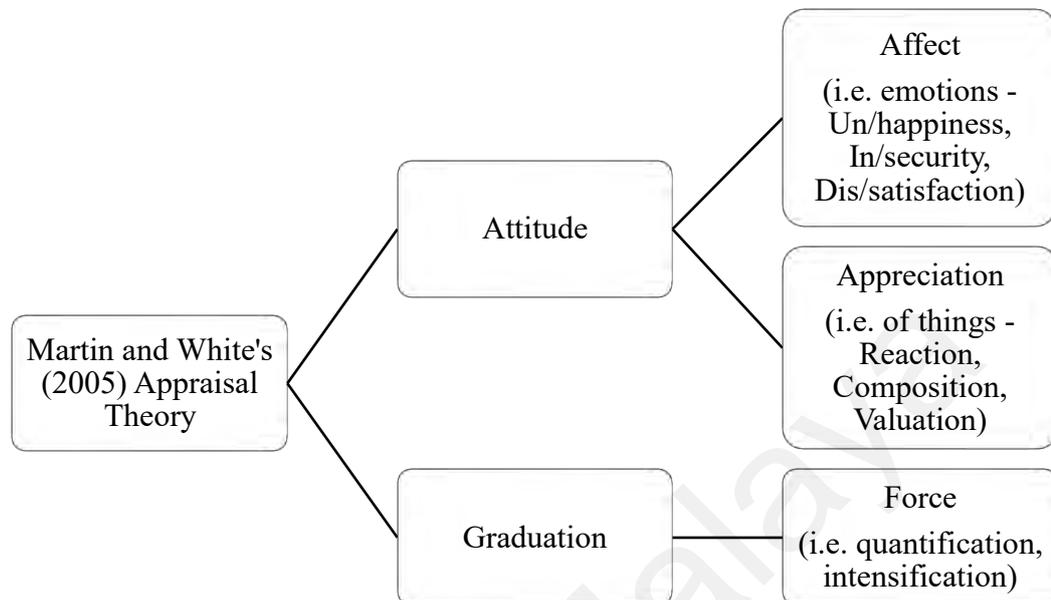 Affect
(i.e. emotions -
Un/happiness,
In/security,
Dis/satisfaction)
Attitude
Appreciation
(i.e. of things -
Reaction,
Composition,
Valuation)
Martin and White's
(2005) Appraisal
Theory
Force
(i.e. quantification,
intensification)
Graduation
alaya